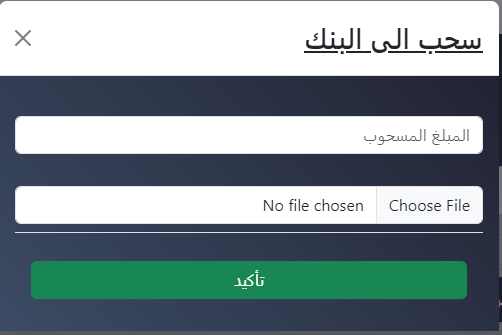 سحب الى البنك
المبلغ المسحوب
Choose File No file chosen
تأكيد